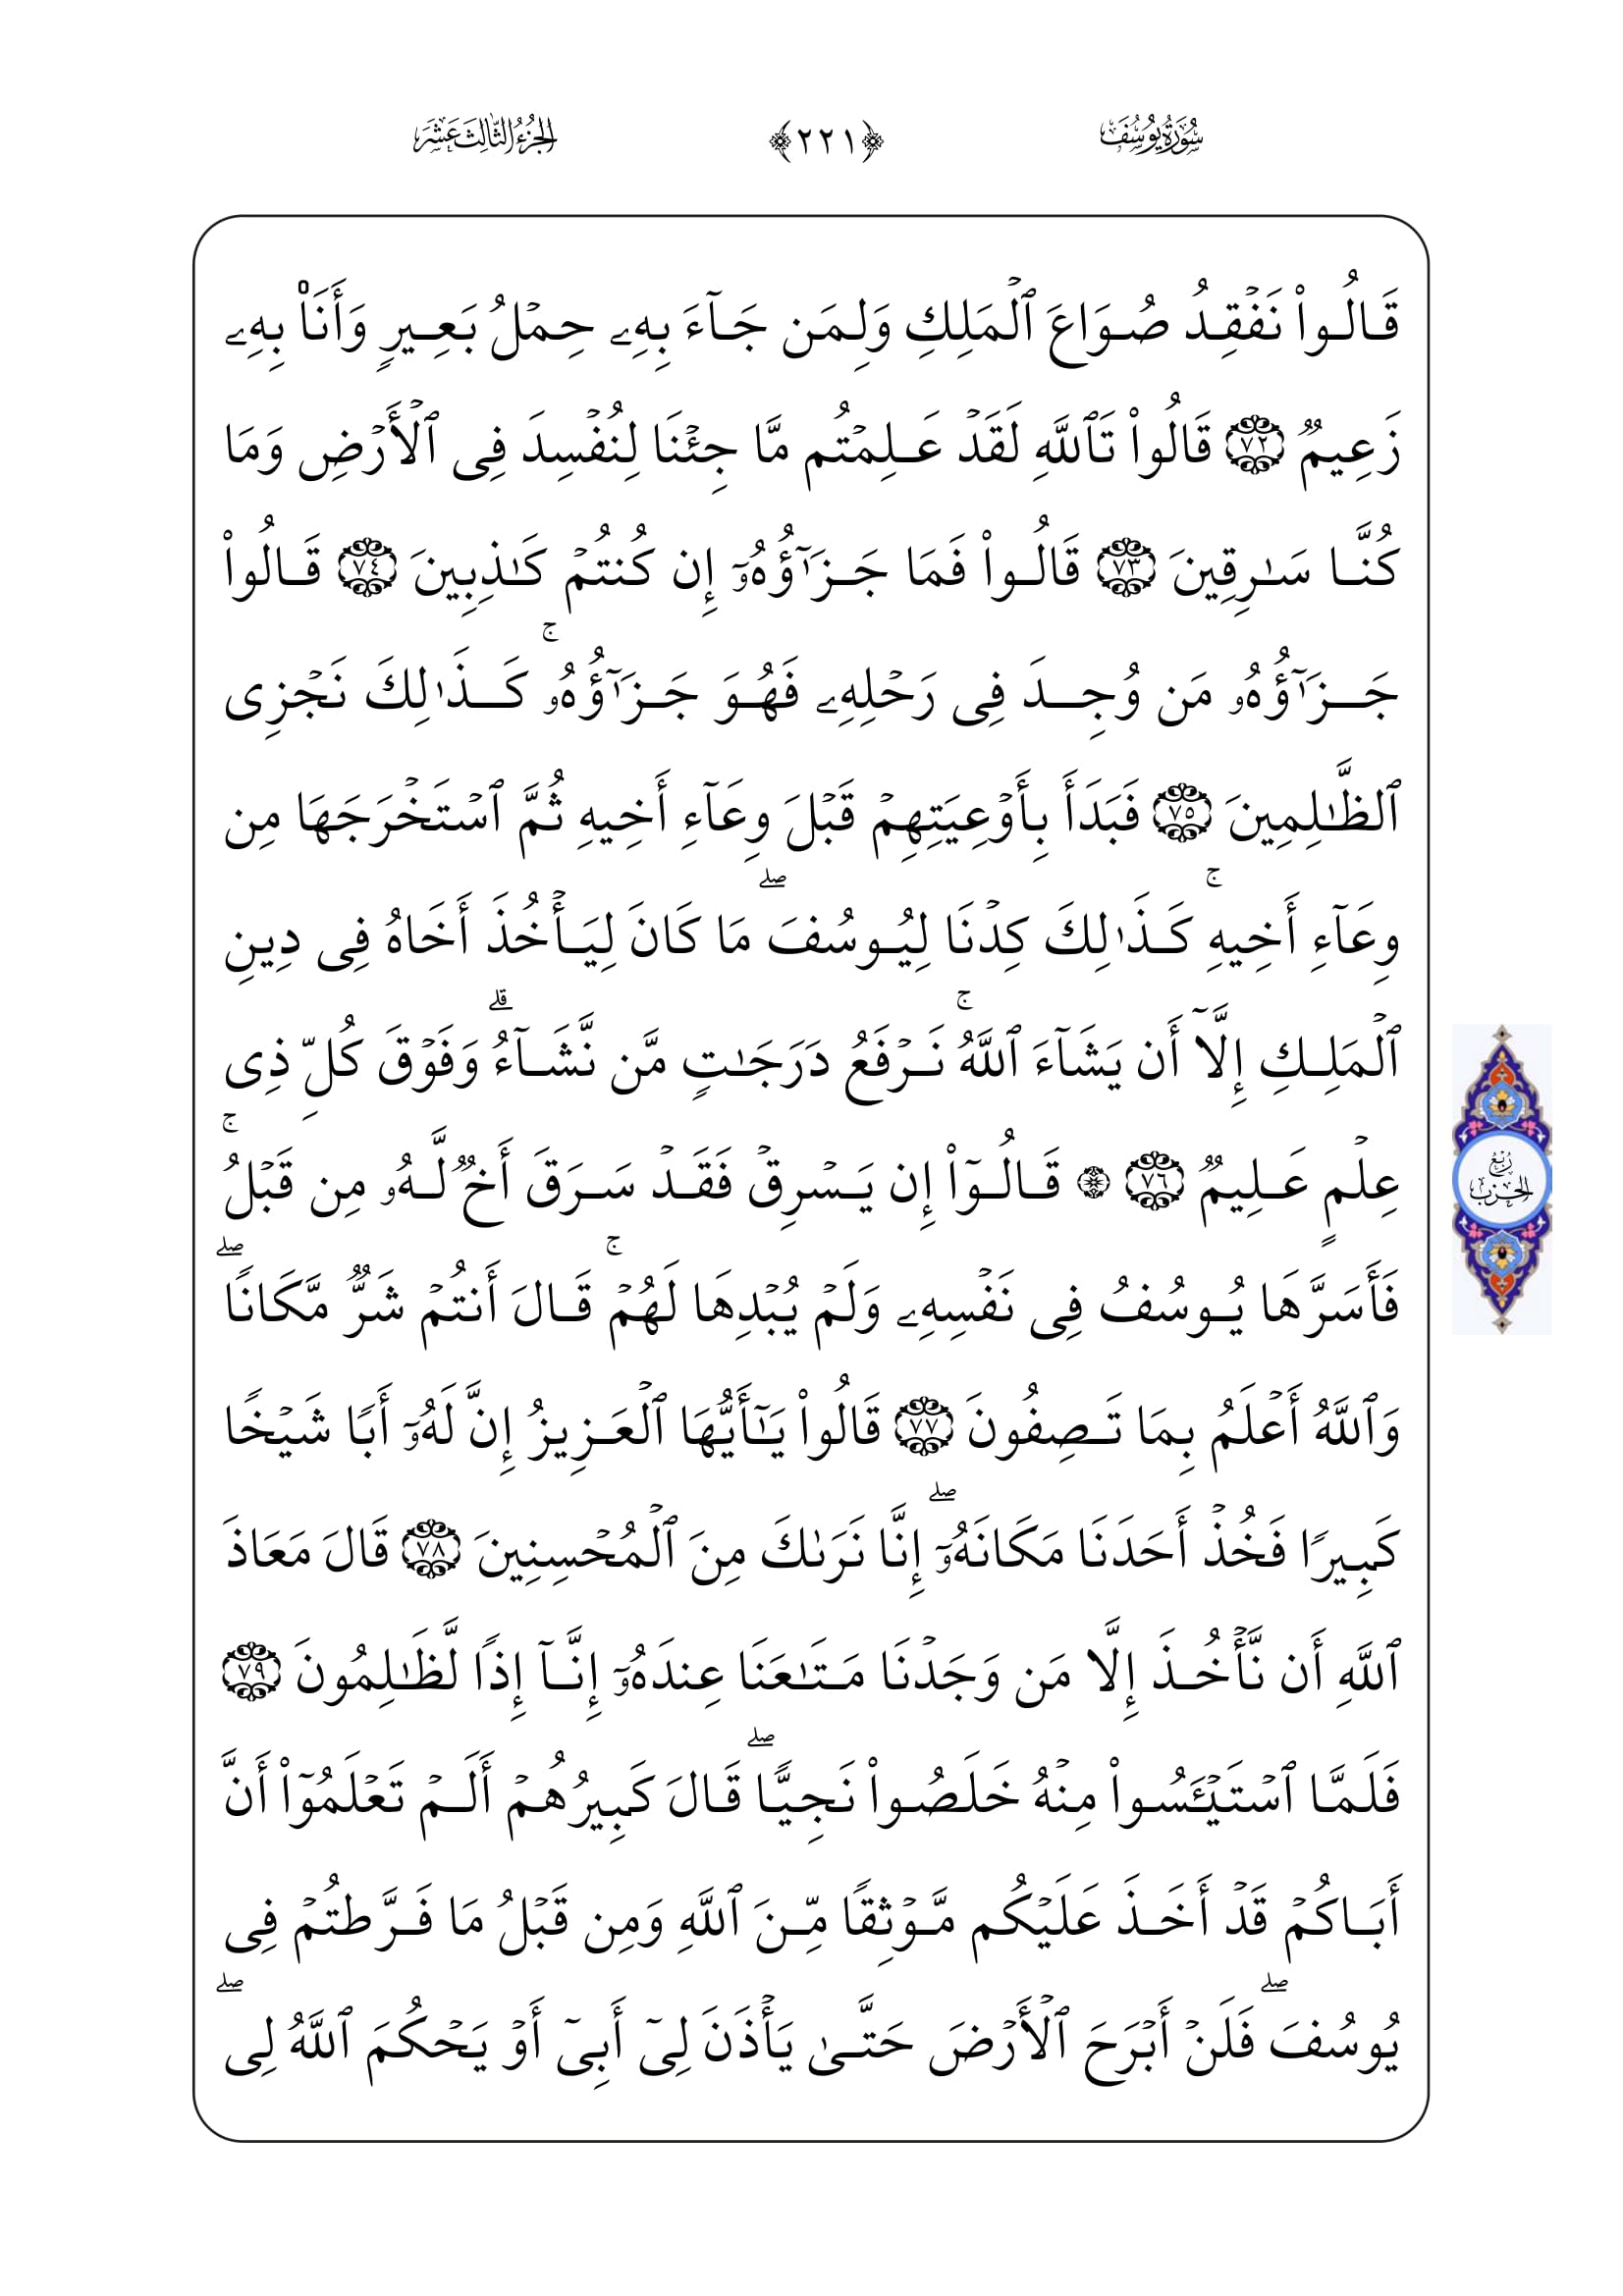 سُورَةُ يُوسُفَ ﴿٢٢١﴾ الجُزْءُ الثَّالِثَ عَشَرَ
قَالُوا۟ نَفۡقِدُ صُوَاعَ ٱلۡمَلِكِ وَلِمَن جَآءَ بِهِۦ حِمۡلُ بَعِيرٍ وَأَنَا۠ بِهِۦ
زَعِيمٌ ٧٢ قَالُوا۟ تَٱللَّهِ لَقَدۡ عَلِمۡتُم مَّا جِئۡنَا لِنُفۡسِدَ فِى ٱلۡأَرۡضِ وَمَا
كُنَّا سَـٰرِقِينَ ٧٣ قَالُوا۟ فَمَا جَزَـٰٓؤُهُۥٓ إِن كُنتُمۡ كَـٰذِبِينَ ٧٤ قَالُوا۟
جَزَـٰٓؤُهُۥ مَن وُجِدَ فِى رَحۡلِهِۦ فَهُوَ جَزَـٰٓؤُهُۥۚ كَذَٰلِكَ نَجۡزِى
ٱلظَّـٰلِمِينَ ٧٥ فَبَدَأَ بِأَوۡعِيَتِهِمۡ قَبۡلَ وِعَآءِ أَخِيهِ ثُمَّ ٱسۡتَخۡرَجَهَا مِن
وِعَآءِ أَخِيهِۚ كَذَٰلِكَ كِدۡنَا لِيُوسُفَۖ مَا كَانَ لِيَأۡخُذَ أَخَاهُ فِى دِينِ
ٱلۡمَلِكِ إِلَّآ أَن يَشَآءَ ٱللَّهُۚ نَرۡفَعُ دَرَجَـٰتٍ مَّن نَّشَآءُۗ وَفَوۡقَ كُلِّ ذِى
عِلۡمٍ عَلِيمٌ ٧٦ ۞ قَالُوٓا۟ إِن يَسۡرِقۡ فَقَدۡ سَرَقَ أَخٌ لَّهُۥ مِن قَبۡلُۚ
رُبْعُ الحِزْبِ
فَأَسَرَّهَا يُوسُفُ فِى نَفۡسِهِۦ وَلَمۡ يُبۡدِهَا لَهُمۡۚ قَالَ أَنتُمۡ شَرٌّ مَّكَانًاۖ
وَٱللَّهُ أَعۡلَمُ بِمَا تَصِفُونَ ٧٧ قَالُوا۟ يَـٰٓأَيُّهَا ٱلۡعَزِيزُ إِنَّ لَهُۥٓ أَبًا شَيۡخًا
كَبِيرًا فَخُذۡ أَحَدَنَا مَكَانَهُۥٓۖ إِنَّا نَرَىٰكَ مِنَ ٱلۡمُحۡسِنِينَ ٧٨ قَالَ مَعَاذَ
ٱللَّهِ أَن نَّأۡخُذَ إِلَّا مَن وَجَدۡنَا مَتَـٰعَنَا عِندَهُۥٓ إِنَّآ إِذًا لَّظَـٰلِمُونَ ٧٩
فَلَمَّا ٱسۡتَيۡـَٔسُوا۟ مِنۡهُ خَلَصُوا۟ نَجِيًّاۖ قَالَ كَبِيرُهُمۡ أَلَمۡ تَعۡلَمُوٓا۟ أَنَّ
أَبَاكُمۡ قَدۡ أَخَذَ عَلَيۡكُم مَّوۡثِقًا مِّنَ ٱللَّهِ وَمِن قَبۡلُ مَا فَرَّطتُمۡ فِى
يُوسُفَۖ فَلَنۡ أَبۡرَحَ ٱلۡأَرۡضَ حَتَّىٰ يَأۡذَنَ لِىٓ أَبِىٓ أَوۡ يَحۡكُمَ ٱللَّهُ لِىۖ